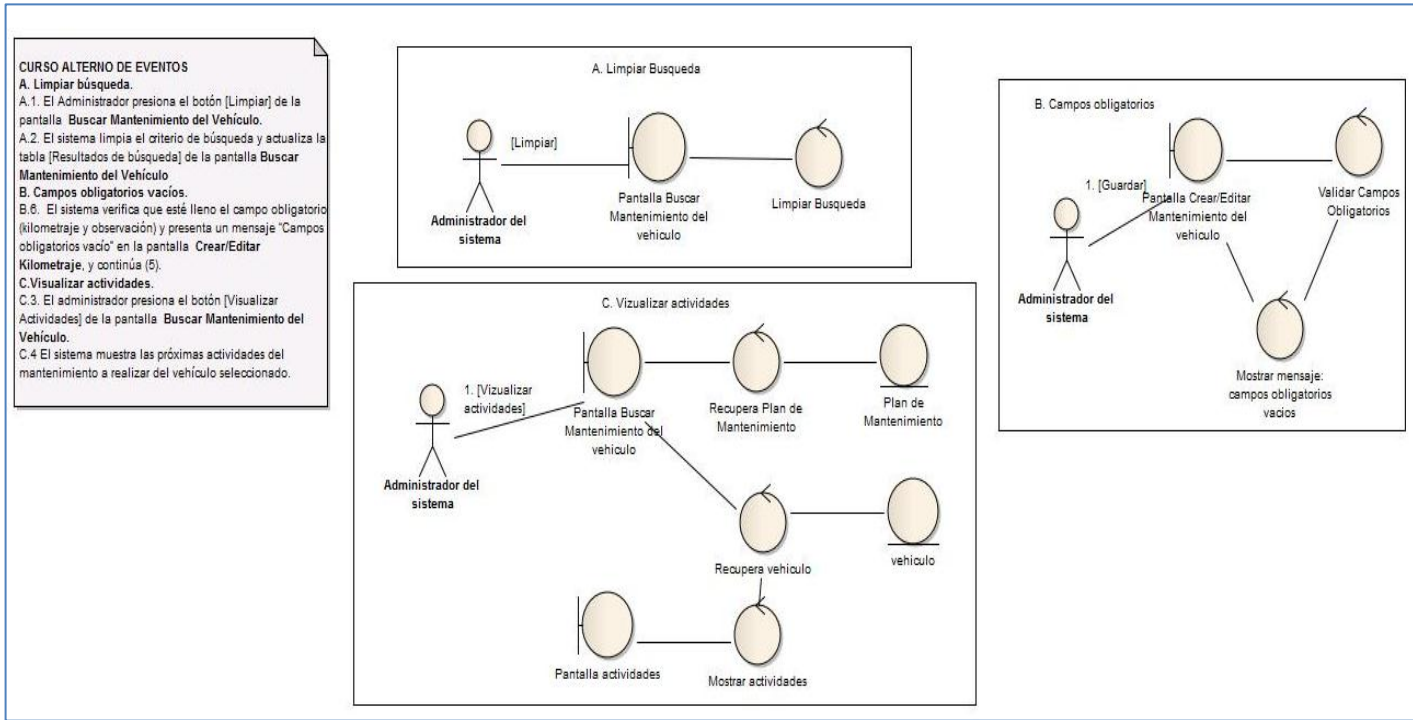 CURSO ALTERNO DE EVENTOS
A. Limpiar búsqueda.
A.1. El Administrador presiona el botón [Limpiar] de la
pantalla Buscar Mantenimiento del Vehículo.
A.2. El sistema limpia el criterio de búsqueda y actualiza la
tabla [Resultados de búsqueda] de la pantalla Buscar
Mantenimiento del Vehículo
B. Campos obligatorios vacíos.
B.6. El sistema verifica que esté lleno el campo obligatorio
(kilometraje y observación) y presenta un mensaje "Campos
obligatorios vacío" en la pantalla Crear/Editar
Kilometraje, y continúa (5).
C.Visualizar actividades.
C.3. El administrador presiona el botón [Visualizar
Actividades] de la pantalla Buscar Mantenimiento del
Vehículo.
C.4 El sistema muestra las próximas actividades del
mantenimiento a realizar del vehículo seleccionado.
A. Limpiar Busqueda
[Limpiar]
Administrador del
sistema
Pantalla Buscar
Mantenimiento del
vehiculo
Limpiar Busqueda
B. Campos obligatorios
1. [Guardar]
Administrador del
sistema
Pantalla Crear/Editar
Mantenimiento del
vehiculo
Validar Campos
Obligatorios
Mostrar mensaje:
campos obligatorios
vacios
C. Vizualizar actividades
1. [Vizualizar
actividades]
Administrador del
sistema
Pantalla Buscar
Mantenimiento del
vehiculo
Recupera Plan de
Mantenimiento
Plan de
Mantenimiento
Recupera vehiculo
vehiculo
Pantalla actividades
Mostrar actividades